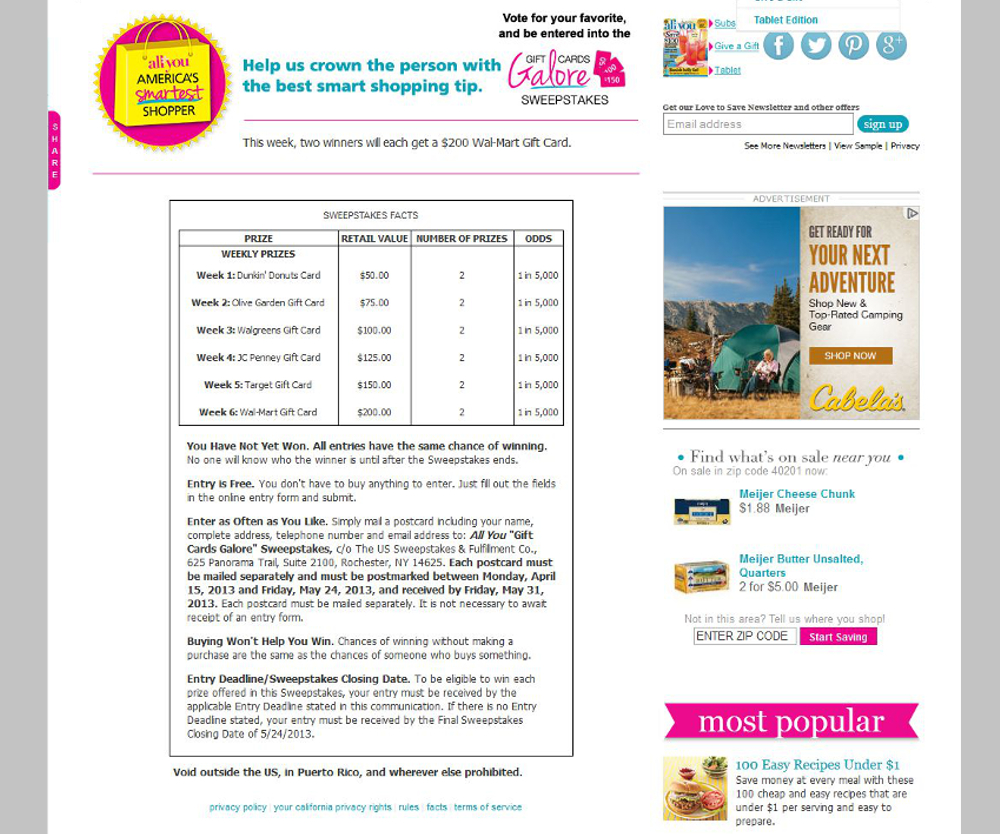 Vote for your favorite,
and be entered into the
GIFT CARDS
Galore
$100
$150
SWEEPSTAKES
"all you"
AMERICA'S
smartest
SHOPPER
Help us crown the person with
the best smart shopping tip.
This week, two winners will each get a $200 Wal-Mart Gift Card.
SHARE
SWEEPSTAKES FACTS
PRIZE RETAIL VALUE NUMBER OF PRIZES ODDS
WEEKLY PRIZES
Week 1: Dunkin' Donuts Card $50.00 2 1 in 5,000
Week 2: Olive Garden Gift Card $75.00 2 1 in 5,000
Week 3: Walgreens Gift Card $100.00 2 1 in 5,000
Week 4: JC Penney Gift Card $125.00 2 1 in 5,000
Week 5: Target Gift Card $150.00 2 1 in 5,000
Week 6: Wal-Mart Gift Card $200.00 2 1 in 5,000
You Have Not Yet Won. All entries have the same chance of winning.
No one will know who the winner is until after the Sweepstakes ends.
Entry is Free. You don't have to buy anything to enter. Just fill out the fields
in the online entry form and submit.
Enter as Often as You Like. Simply mail a postcard including your name,
complete address, telephone number and email address to: All You "Gift
Cards Galore" Sweepstakes, c/o The US Sweepstakes & Fulfillment Co.,
625 Panorama Trail, Suite 2100, Rochester, NY 14625. Each postcard must
be mailed separately and must be postmarked between Monday, April
15, 2013 and Friday, May 24, 2013, and received by Friday, May 31,
2013. Each postcard must be mailed separately. It is not necessary to await
receipt of an entry form.
Buying Won't Help You Win. Chances of winning without making a
purchase are the same as the chances of someone who buys something.
Entry Deadline/Sweepstakes Closing Date. To be eligible to win each
prize offered in this Sweepstakes, your entry must be received by the
applicable Entry Deadline stated in this communication. If there is no Entry
Deadline stated, your entry must be received by the Final Sweepstakes
Closing Date of 5/24/2013.
Void outside the US, in Puerto Rico, and wherever else prohibited.
privacy policy | your california privacy rights | rules | facts | terms of service
Tablet Edition
all you
Subs
Give a Gift
Tablet
Get our Love to Save Newsletter and other offers
Email address
sign up
See More Newsletters | View Sample | Privacy
ADVERTISEMENT
GET READY FOR
YOUR NEXT
ADVENTURE
Shop New &
Top-Rated Camping
Gear
SHOP NOW
Cabela's
• Find what's on sale near you •
On sale in zip code 40201 now:
Meijer Cheese Chunk
$1.88 Meijer
Meijer Butter Unsalted,
Quarters
2 for $5.00 Meijer
Not in this area? Tell us where you shop!
ENTER ZIP CODE
Start Saving
most popular
100 Easy Recipes Under $1
Save money at every meal with these
100 cheap and easy recipes that are
under $1 per serving and easy to
prepare.